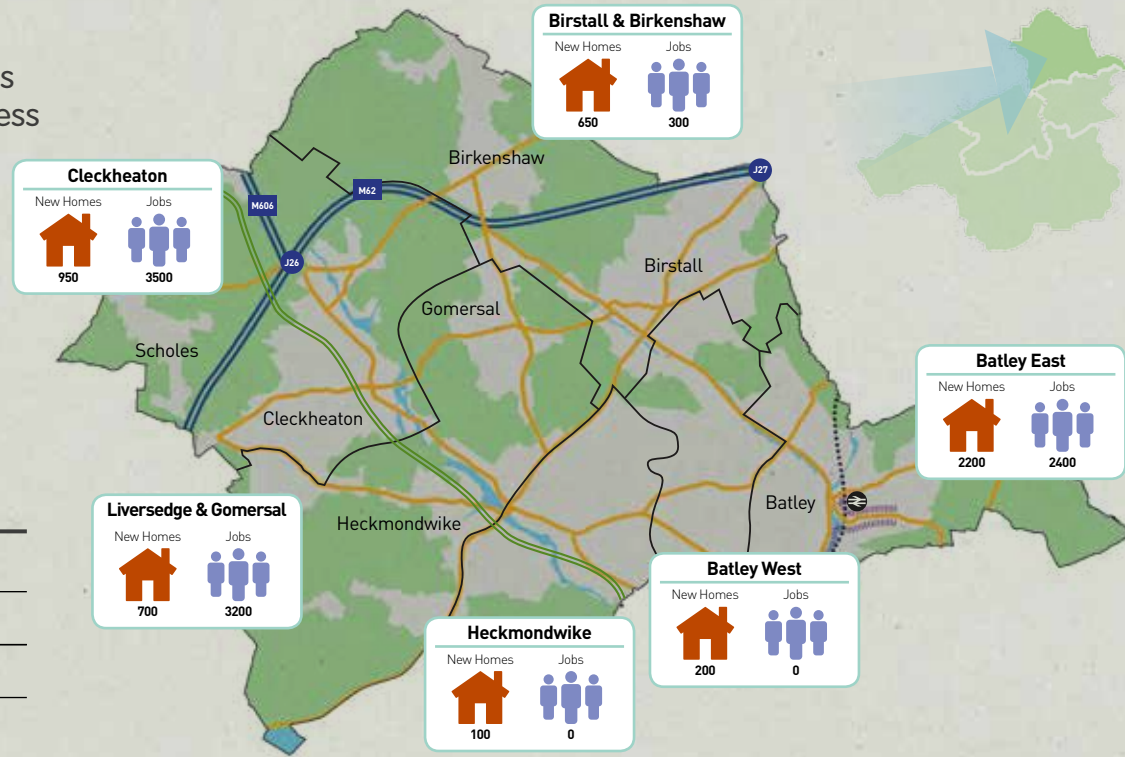 Birstall & Birkenshaw
New Homes Jobs
650 300
Cleckheaton
New Homes Jobs
950 3500
Birkenshaw
M62
M606
J27
J26
Birstall
Gomersal
Scholes
Cleckheaton
Batley East
New Homes Jobs
2200 2400
Liversedge & Gomersal
New Homes Jobs
700 3200
Heckmondwike
Batley
Batley West
New Homes Jobs
200 0
Heckmondwike
New Homes Jobs
100 0